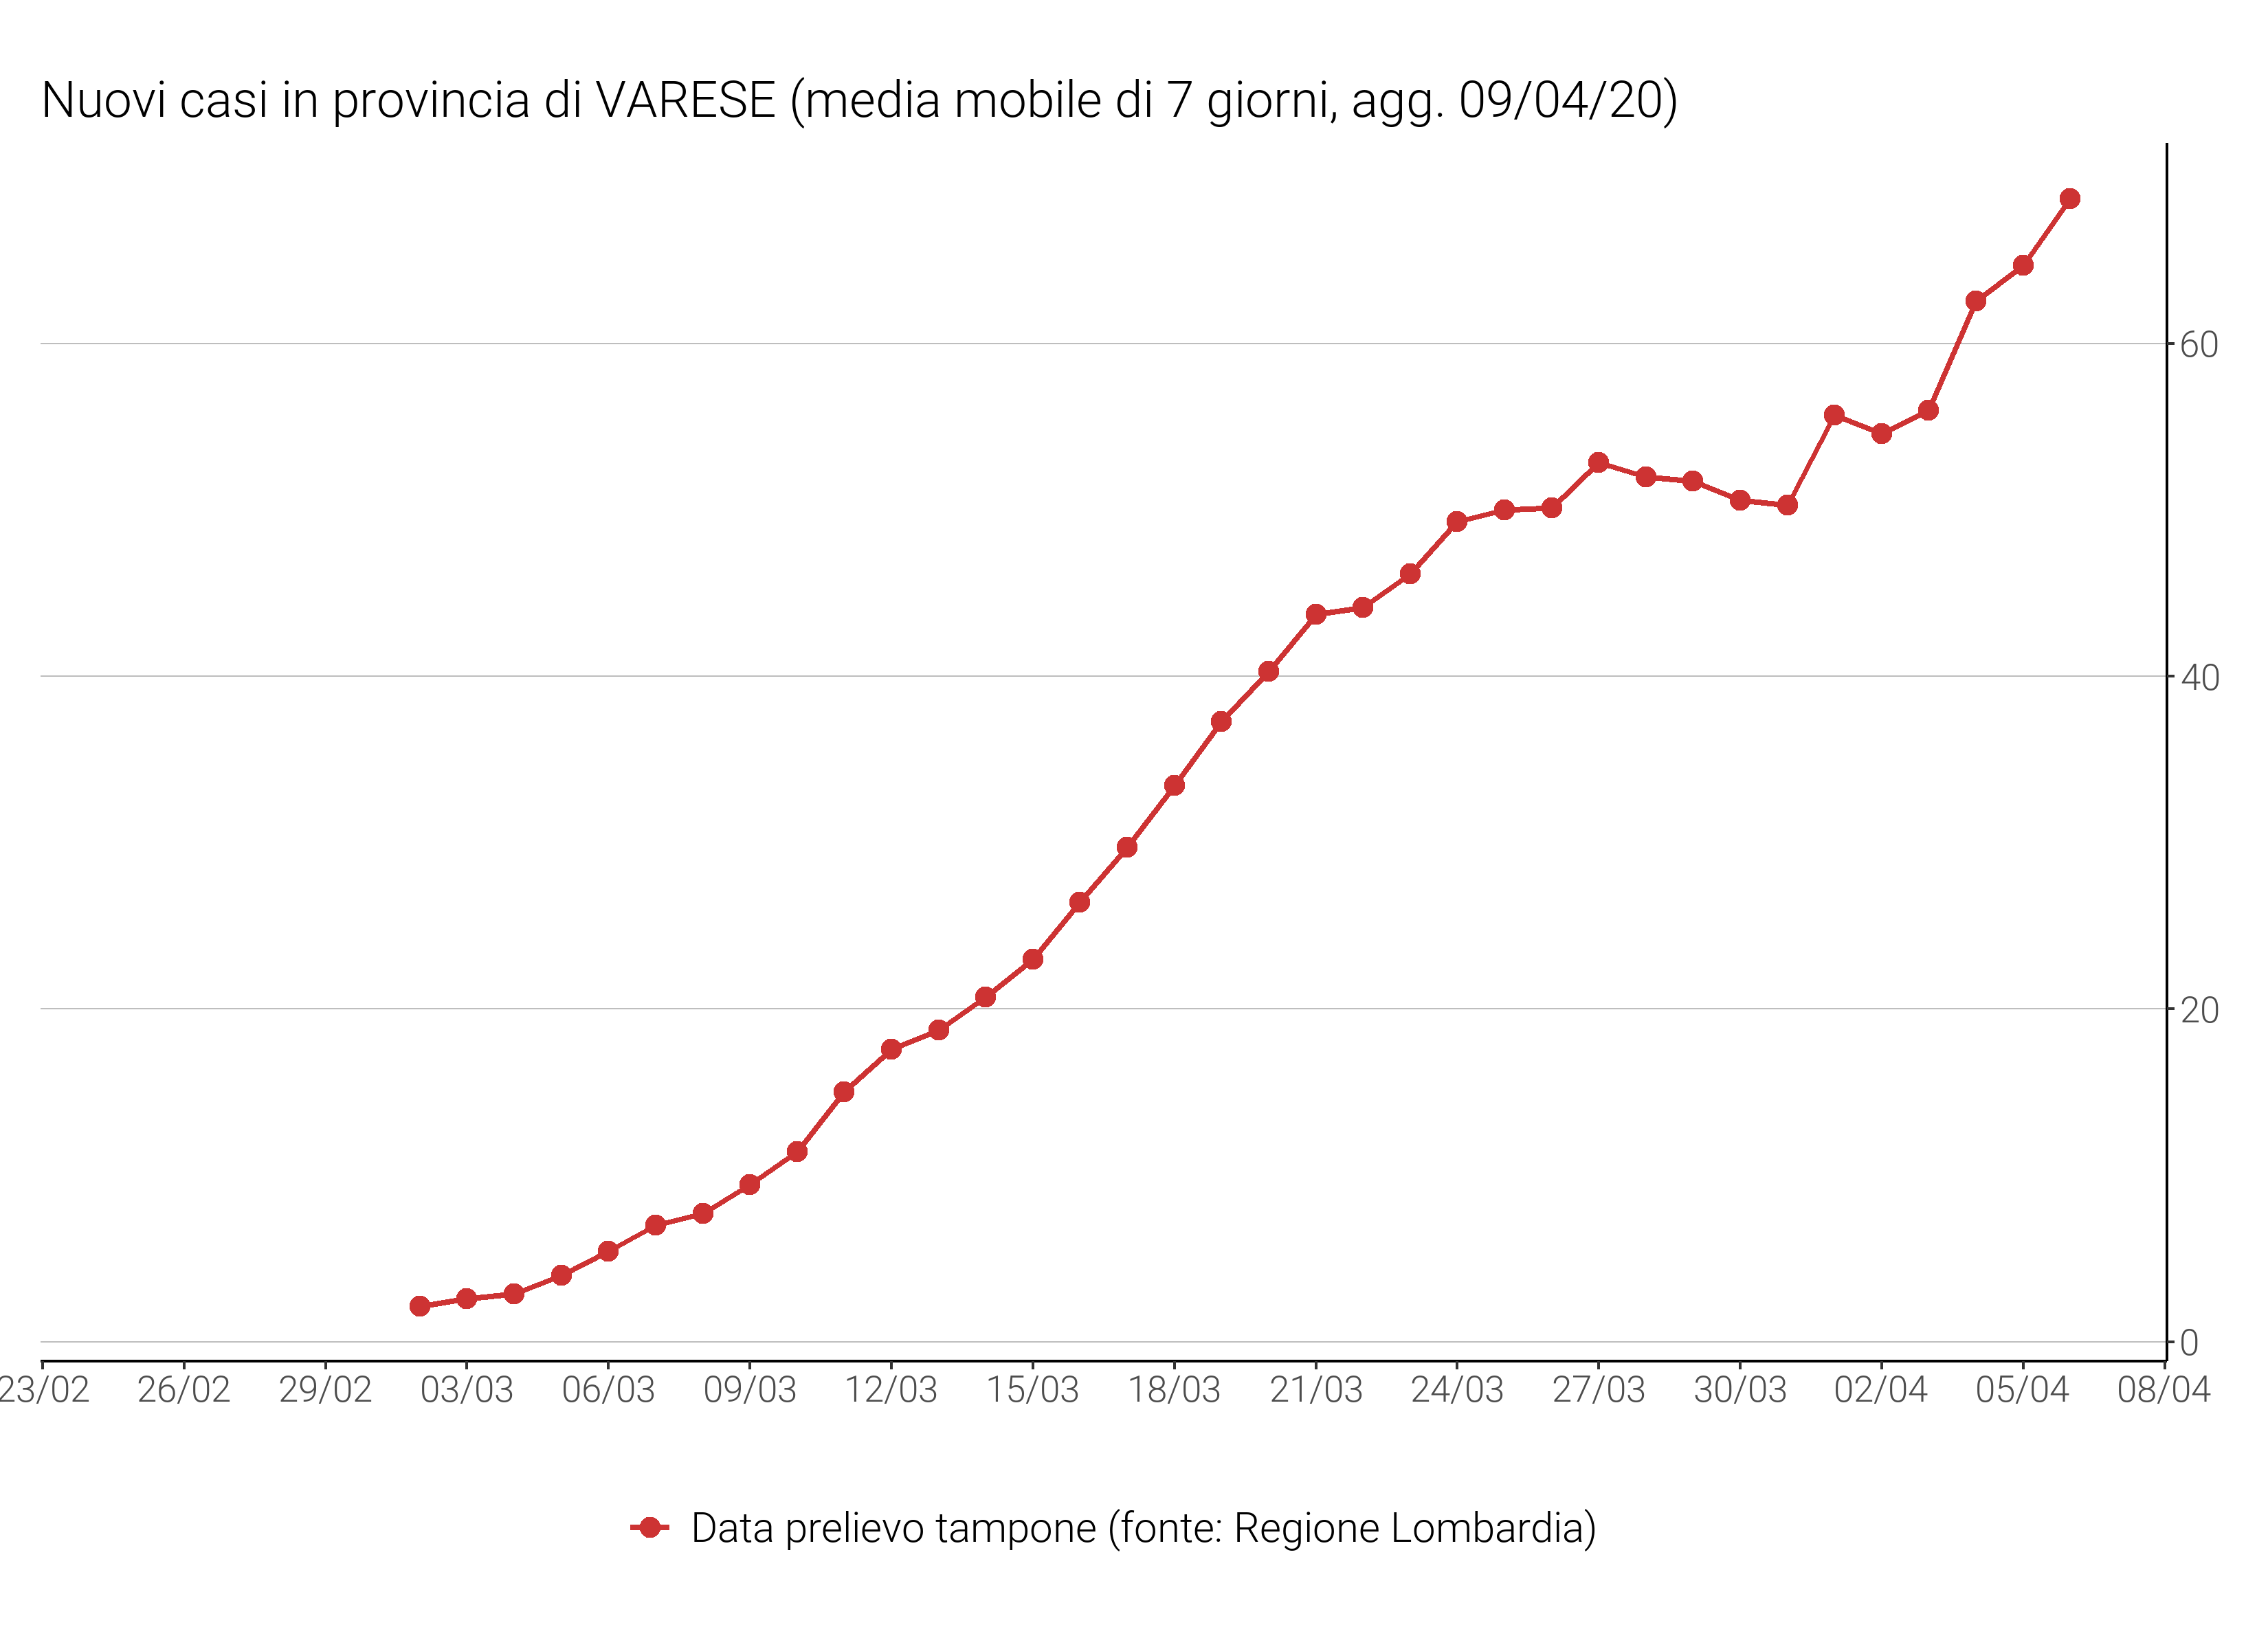 Nuovi casi in provincia di VARESE (media mobile di 7 giorni, agg. 09/04/20)
60
40
20
0
23/02 26/02 29/02 03/03 06/03 09/03 12/03 15/03 18/03 21/03 24/03 27/03 30/03 02/04 05/04 08/04
Data prelievo tampone (fonte: Regione Lombardia)